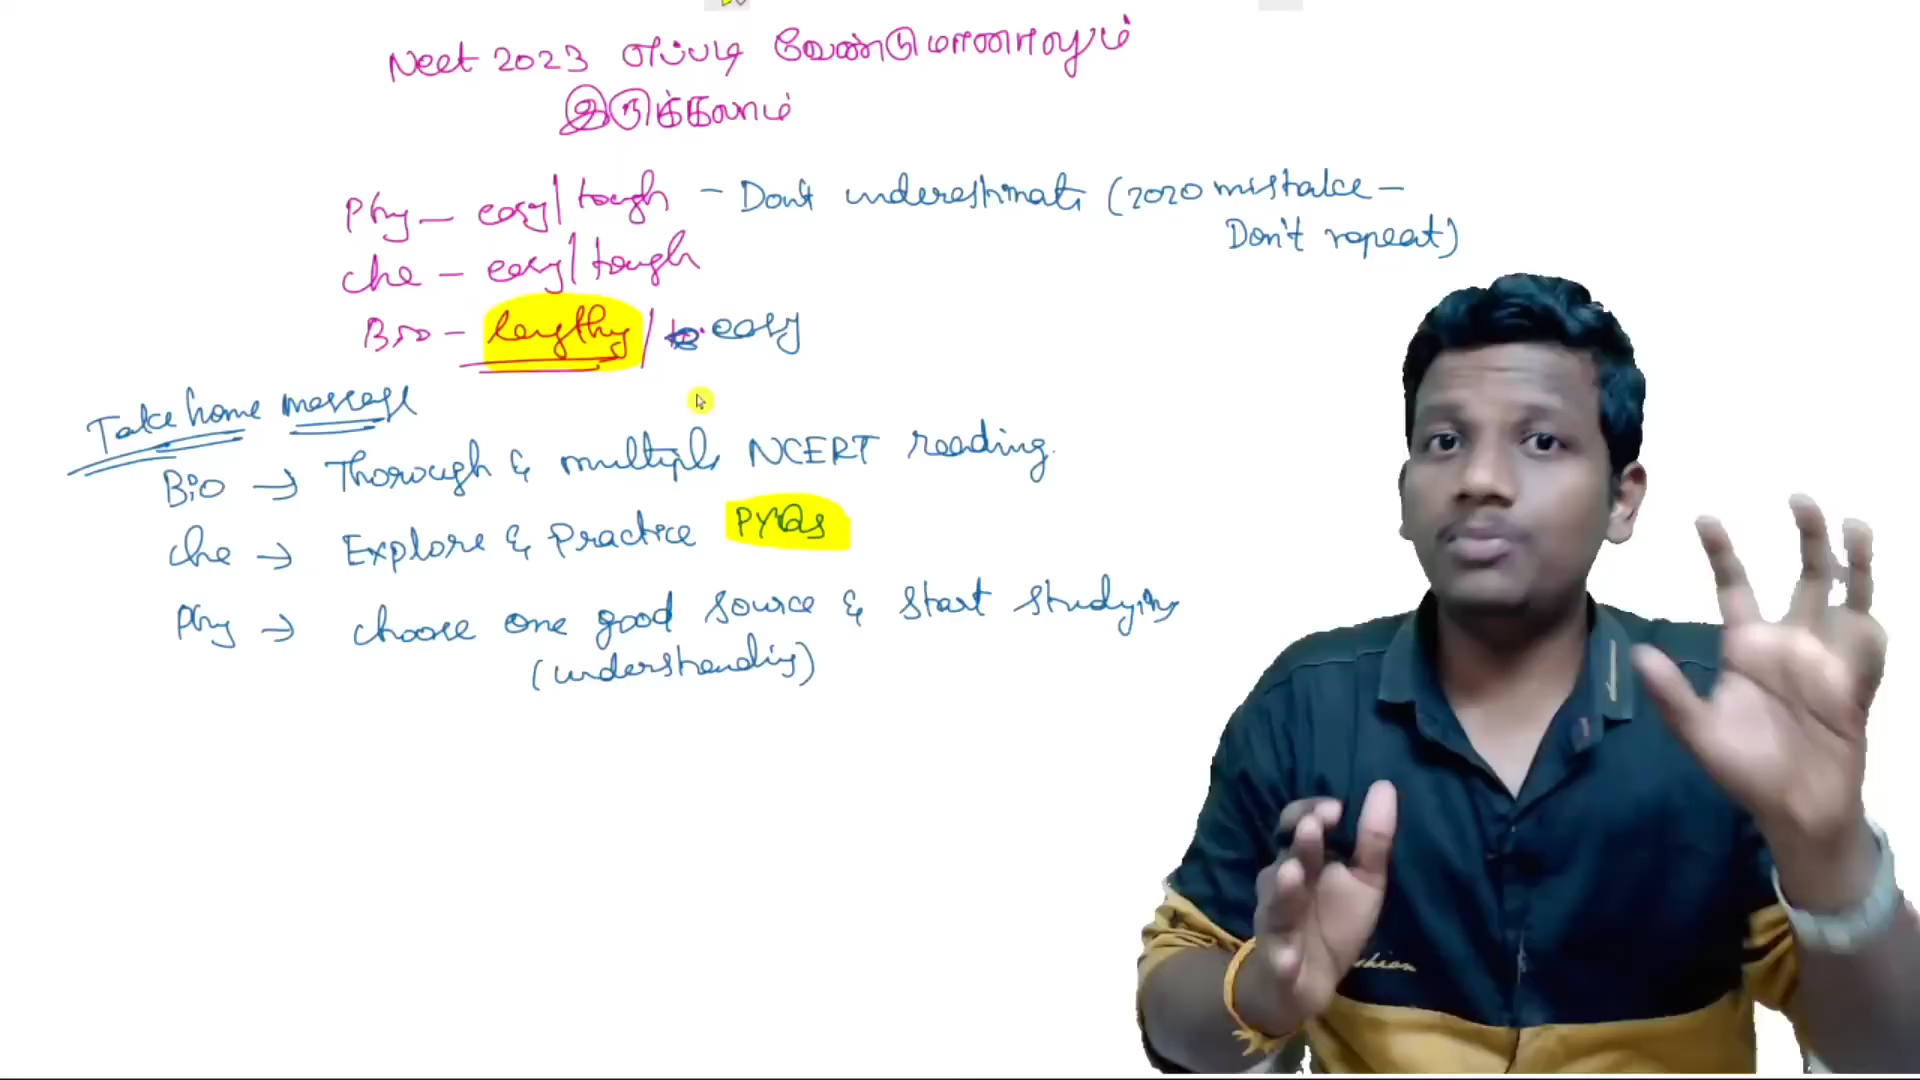 Neet 2023 எப்படி வேண்டுமானாலும்
இருக்கலாம்
Phy - easy/tough - Don't underestimate (2020 mistake -
Don't repeat)
che - easy/tough
Bio - lengthy / easy
Take home message
Bio → Thorough & multiple NCERT reading.
che → Explore & Practice PYQs
Phy → choose one good source & start studying
(understanding)